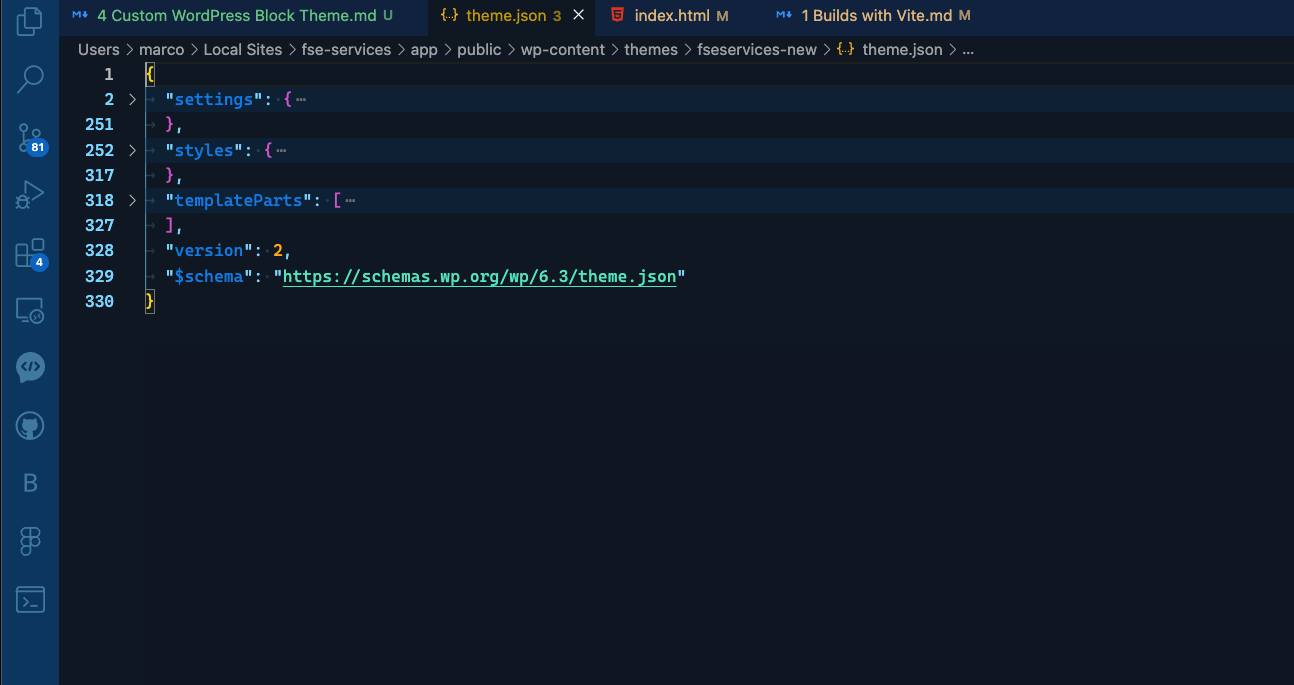 4 Custom WordPress Block Theme.md U
{..} theme.json 3
index.html M
1 Builds with Vite.md M
Users > marco > Local Sites > fse-services > app > public > wp-content > themes > fseservices-new > {..} theme.json > ...
1 {
2 "settings": { ...
251 },
252 "styles": { ...
317 },
318 "templateParts": [ ...
327 ],
328 "version": 2,
329 "$schema": "https://schemas.wp.org/wp/6.3/theme.json"
330 }
81
4
B